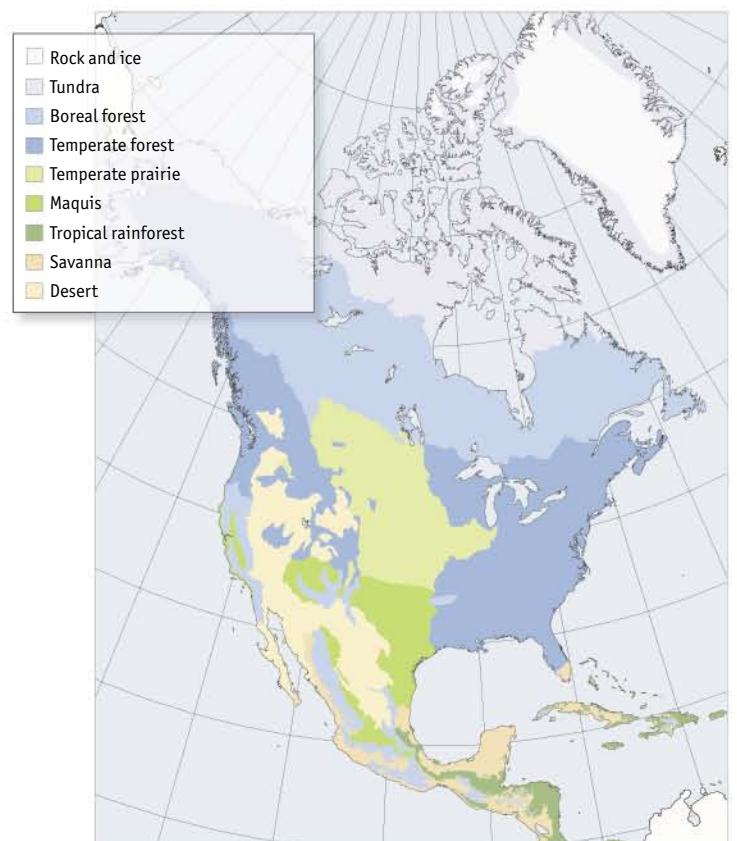 Rock and ice
Tundra
Boreal forest
Temperate forest
Temperate prairie
Maquis
Tropical rainforest
Savanna
Desert